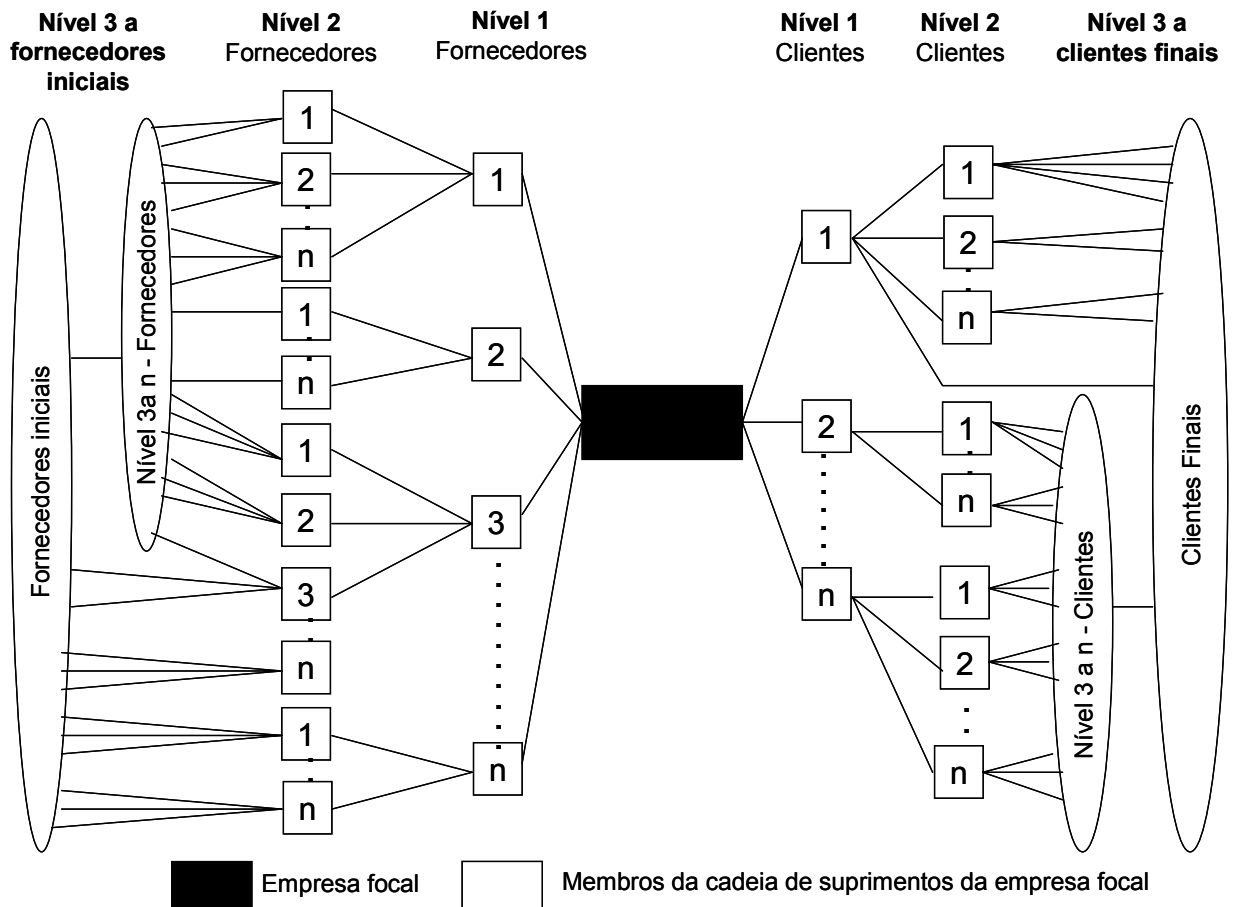 Nível 3 a
fornecedores
iniciais
Nível 2
Fornecedores
Nível 1
Fornecedores
Nível 1
Clientes
Nível 2
Clientes
Nível 3 a
clientes finais
Fornecedores iniciais
Nível 3a n - Fornecedores
1
2
n
1
n
1
2
3
n
1
n
1
2
3
n
1
2
n
1
2
n
1
n
1
2
n
Nível 3 a n - Clientes
Clientes Finais
Empresa focal
Membros da cadeia de suprimentos da empresa focal